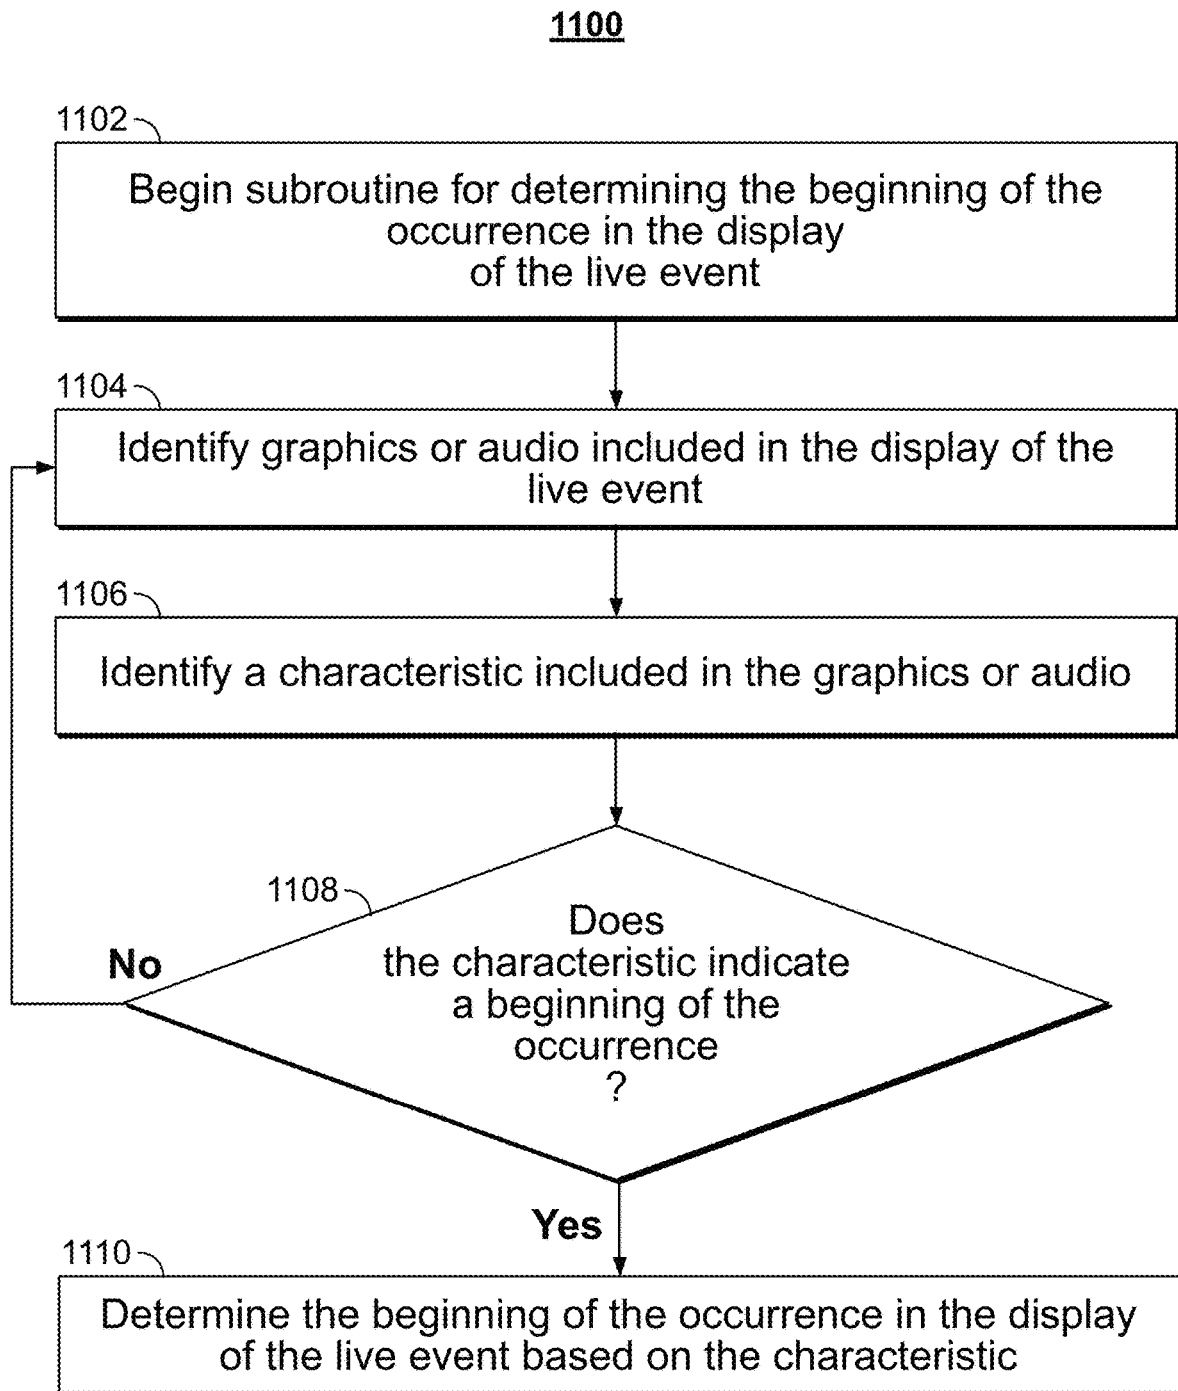 1100
1102
Begin subroutine for determining the beginning of the
occurrence in the display
of the live event
1104
Identify graphics or audio included in the display of the
live event
1106
Identify a characteristic included in the graphics or audio
1108
Does
the characteristic indicate
a beginning of the
occurrence
?
No
Yes
1110
Determine the beginning of the occurrence in the display
of the live event based on the characteristic